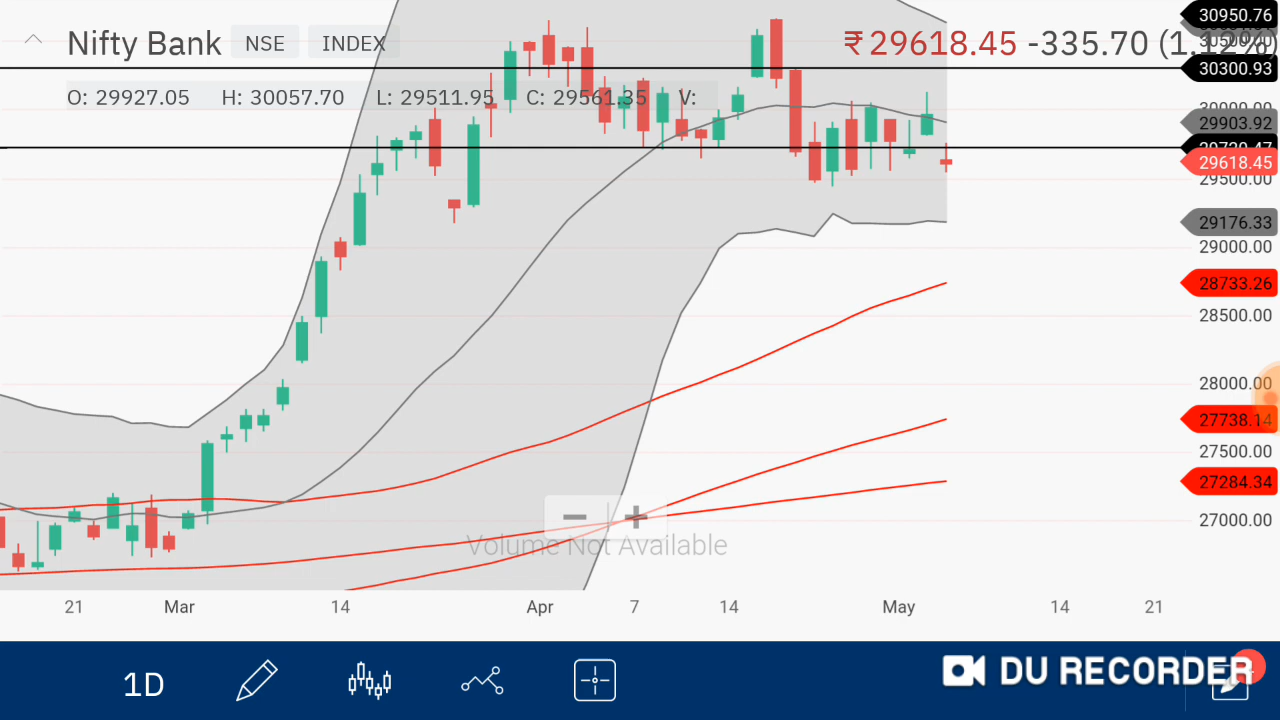 30950.76
Nifty Bank NSE INDEX ₹29618.45 -335.70 (1.12%)
30300.93
O: 29927.05 H: 30057.70 L: 29511.95 C: 29561.35 V:
30000.00
29903.92
29618.45
29500.00
29176.33
29000.00
28733.26
28500.00
28000.00
27738.14
27500.00
27284.34
27000.00
Volume Not Available
21 Mar 14 Apr 7 14 May 14 21
1D
DU RECORDER